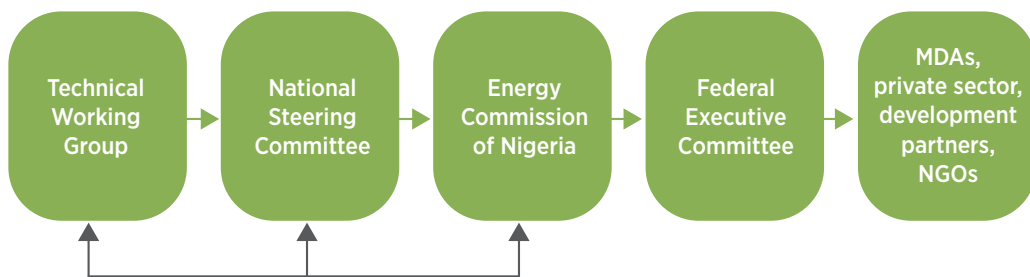 Technical
Working
Group
National
Steering
Committee
Energy
Commission
of Nigeria
Federal
Executive
Committee
MDAs,
private sector,
development
partners,
NGOs